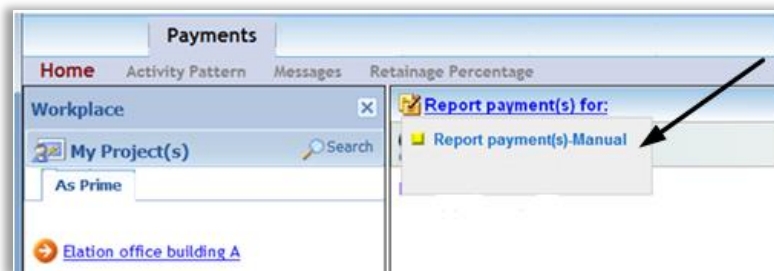 Payments
Home Activity Pattern Messages Retainage Percentage
Workplace
Report payment(s) for:
Report payment(s)-Manual
My Project(s)
Search
As Prime
Elation office building A